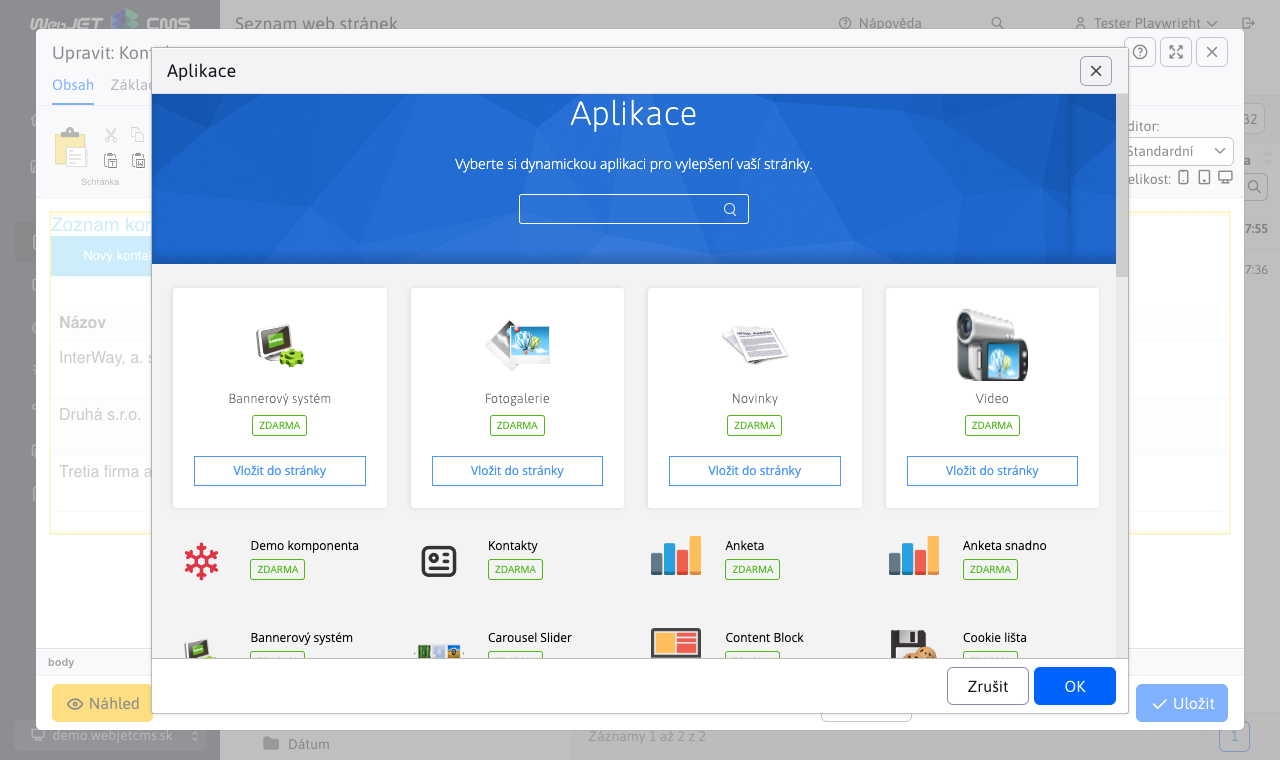 WebJET CMS
Seznam web stránek
Nápověda
Tester Playwright
Upravit: Kont
Aplikace
Obsah
Základ
Aplikace
Vyberte si dynamickou aplikaci pro vylepšení vaší stránky.
ditor:
Standardní
elikost:
32
a
Schránka
7:55
7:36
Zoznam kon
Nový kontak
Názov
InterWay, a. s
Druhá s.r.o.
Tretia firma a
Bannerový systém
ZDARMA
Vložit do stránky
Fotogalerie
ZDARMA
Vložit do stránky
Novinky
ZDARMA
Vložit do stránky
Video
ZDARMA
Vložit do stránky
Demo komponenta
ZDARMA
Kontakty
ZDARMA
Anketa
ZDARMA
Anketa snadno
ZDARMA
Bannerový systém
Carousel Slider
Content Block
Cookie lišta
body
Zrušit
OK
Náhled
Uložit
demo.webjetcms.sk
Dátum
Záznamy 1 až 2 z 2
1